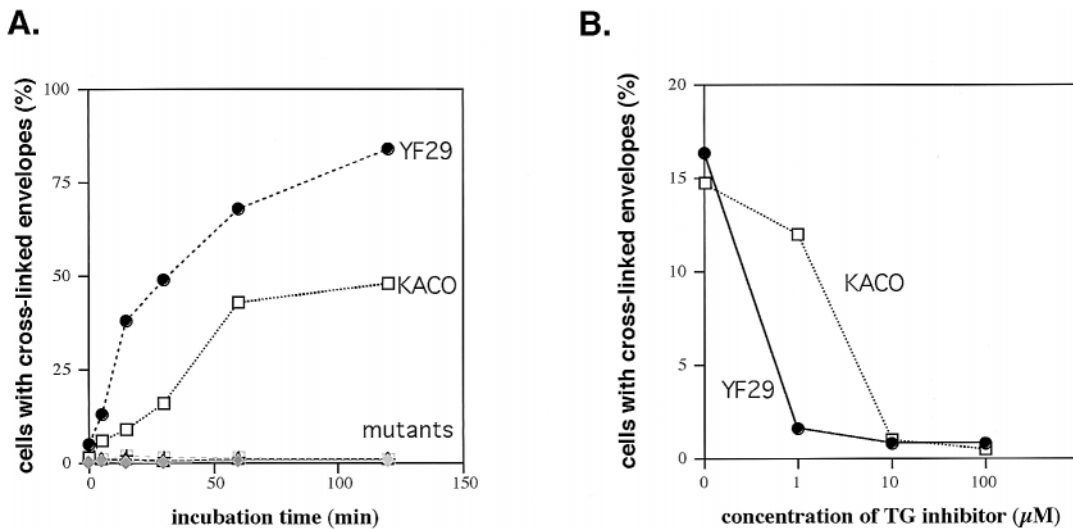 A.
cells with cross-linked envelopes (%)
100
75
50
25
0
YF29
KACO
mutants
0
50
100
150
incubation time (min)
B.
cells with cross-linked envelopes (%)
20
15
10
5
0
KACO
YF29
0
1
10
100
concentration of TG inhibitor (µM)